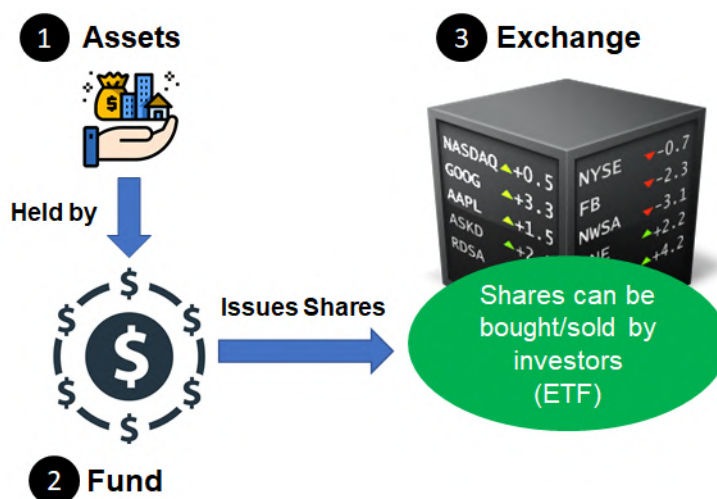 1 Assets
3 Exchange
$
NASDAQ +0.5
GOOG +3.3
AAPL +1.5
ASKD
RDSA
NYSE -0.7
FB -2.3
NWSA -3.1
+2.2
+4.2
Held by
$
$ $
$
$ $
$
Issues Shares
Shares can be
bought/sold by
investors
(ETF)
2 Fund